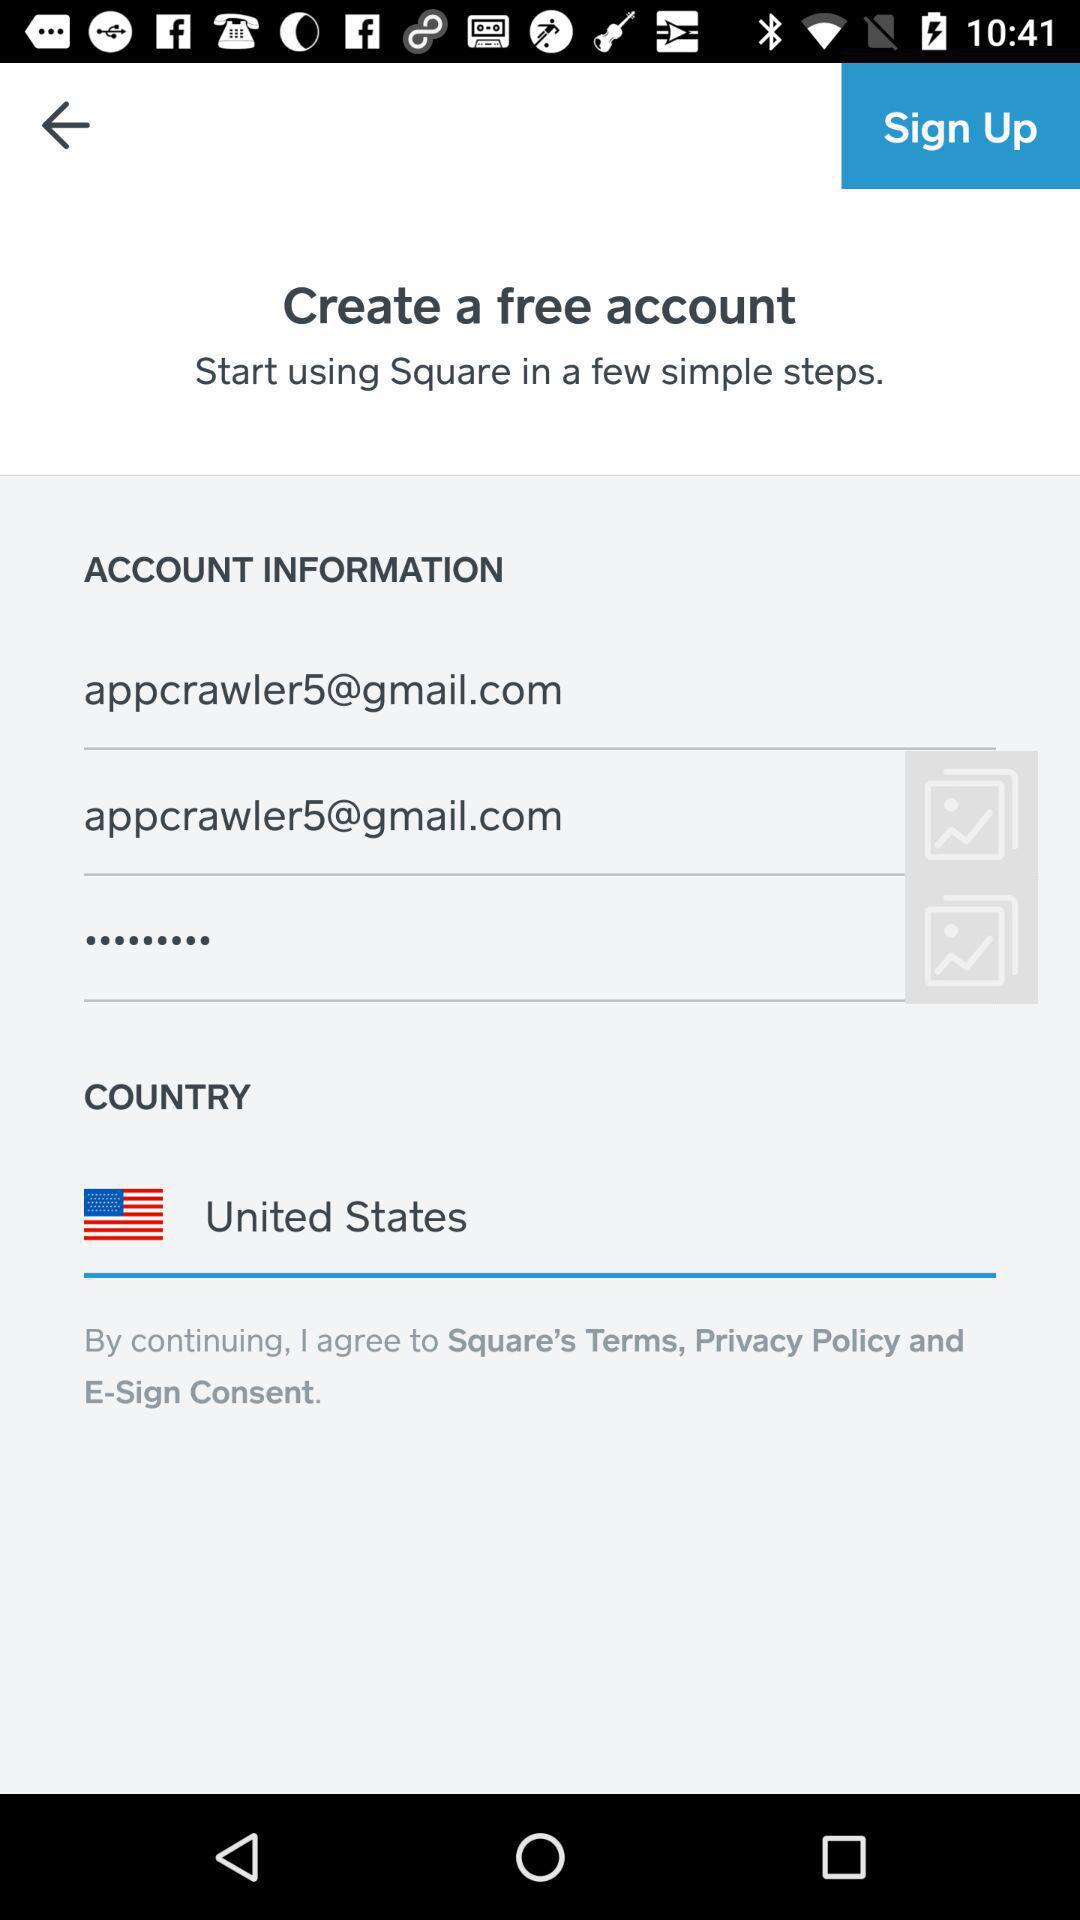 10:41
Sign Up
Create a free account
Start using Square in a few simple steps.
ACCOUNT INFORMATION
appcrawler5@gmail.com
appcrawler5@gmail.com
•••••••••
COUNTRY
United States
By continuing, I agree to Square’s Terms, Privacy Policy and
E-Sign Consent.